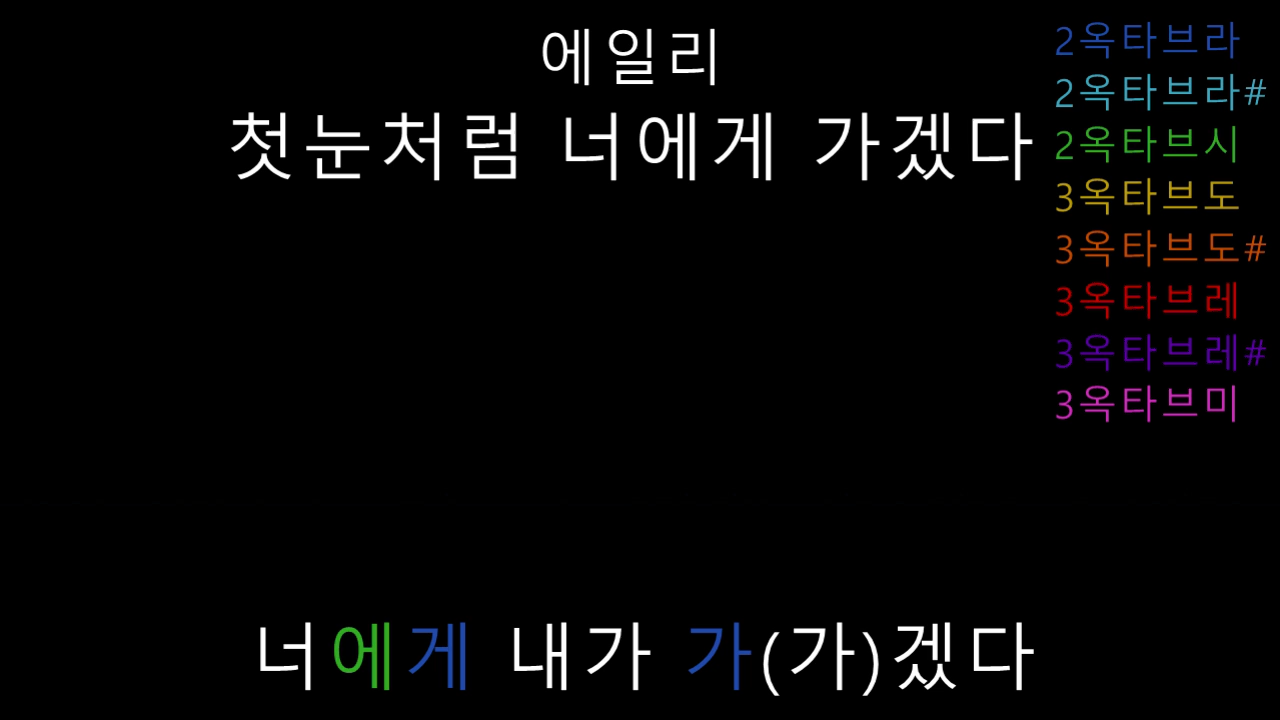 에일리
첫눈처럼 너에게 가겠다
2옥타브라
2옥타브라#
2옥타브시
3옥타브도
3옥타브도#
3옥타브레
3옥타브레#
3옥타브미
너에게 내가 가(가)겠다